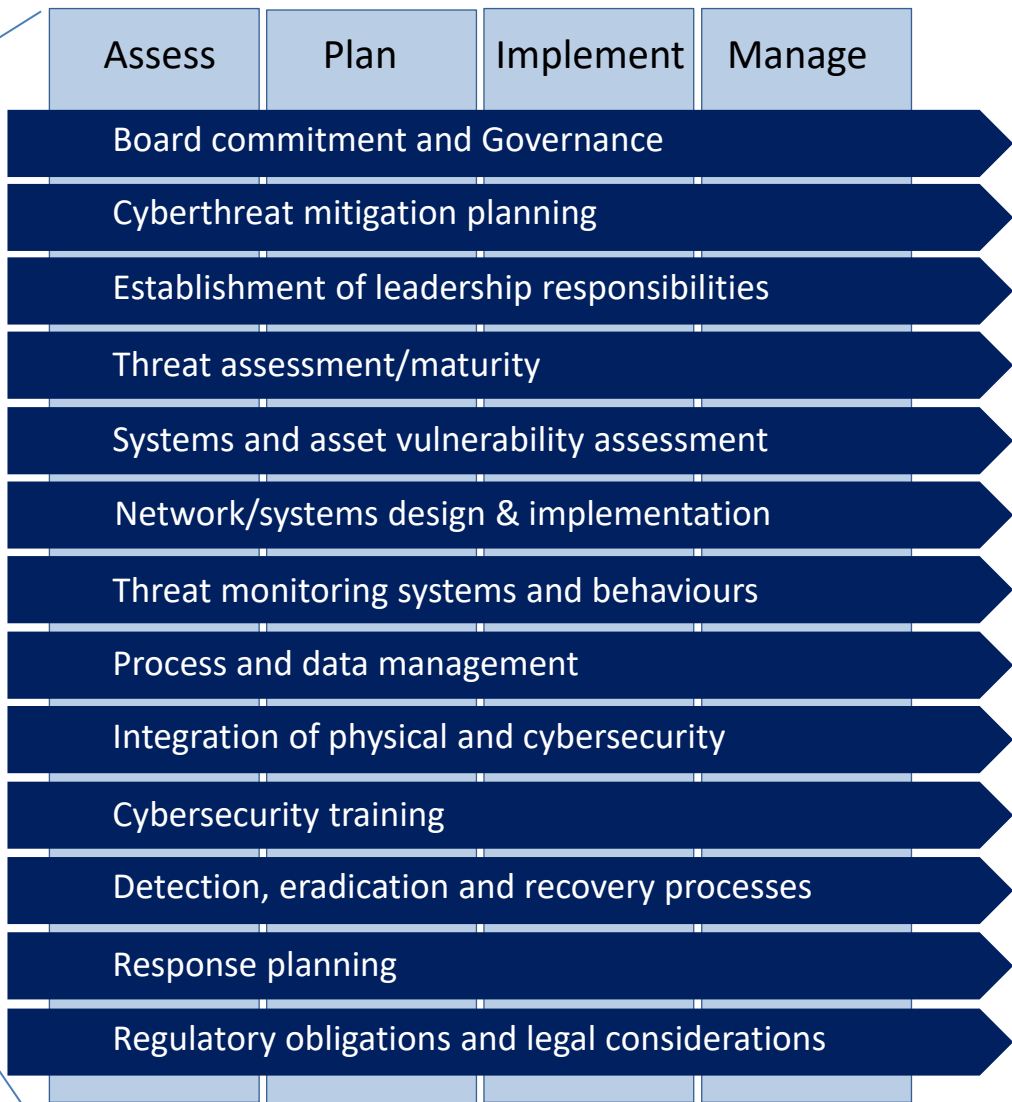 Assess Plan Implement Manage
Board commitment and Governance
Cyberthreat mitigation planning
Establishment of leadership responsibilities
Threat assessment/maturity
Systems and asset vulnerability assessment
Network/systems design & implementation
Threat monitoring systems and behaviours
Process and data management
Integration of physical and cybersecurity
Cybersecurity training
Detection, eradication and recovery processes
Response planning
Regulatory obligations and legal considerations